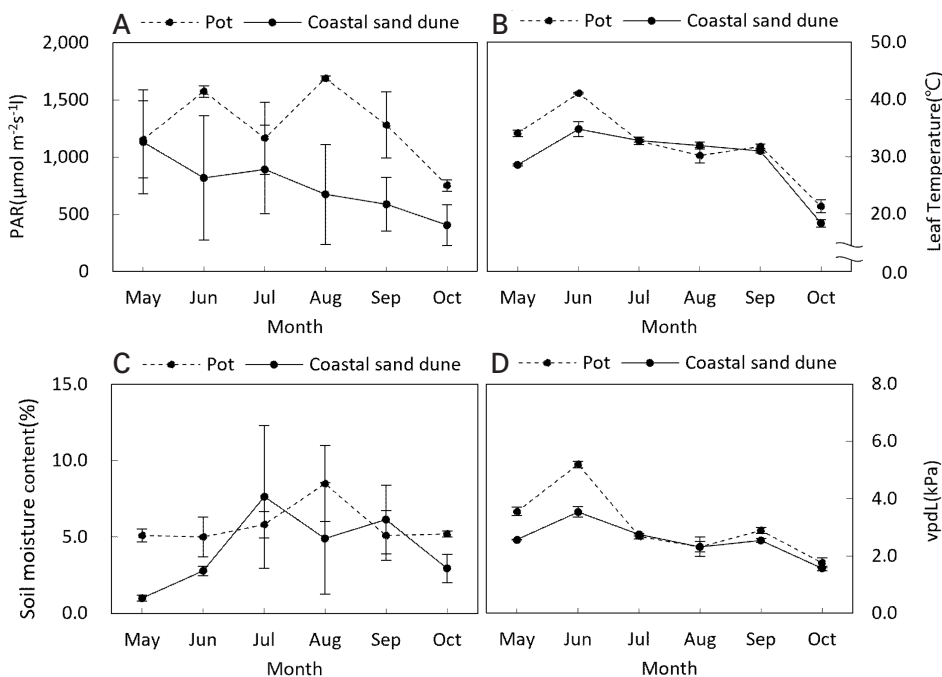 A Pot Coastal sand dune
PAR(μmol m⁻²s⁻¹l)
2,000
1,500
1,000
500
0
May Jun Jul Aug Sep Oct
Month
B Pot Coastal sand dune
50.0
40.0
30.0
20.0
0.0
Leaf Temperature(℃)
May Jun Jul Aug Sep Oct
Month
C Pot Coastal sand dune
Soil moisture content(%)
15.0
10.0
5.0
0.0
May Jun Jul Aug Sep Oct
Month
D Pot Coastal sand dune
8.0
6.0
4.0
2.0
0.0
vpdL(kPa)
May Jun Jul Aug Sep Oct
Month